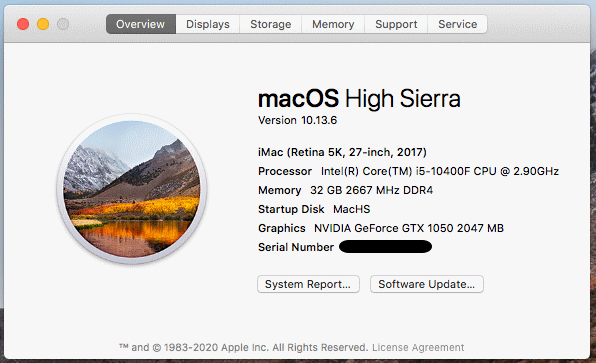 Overview Displays Storage Memory Support Service
macOS High Sierra
Version 10.13.6
iMac (Retina 5K, 27-inch, 2017)
Processor Intel(R) Core(TM) i5-10400F CPU @ 2.90GHz
Memory 32 GB 2667 MHz DDR4
Startup Disk MacHS
Graphics NVIDIA GeForce GTX 1050 2047 MB
Serial Number
System Report... Software Update...
™ and © 1983-2020 Apple Inc. All Rights Reserved. License Agreement